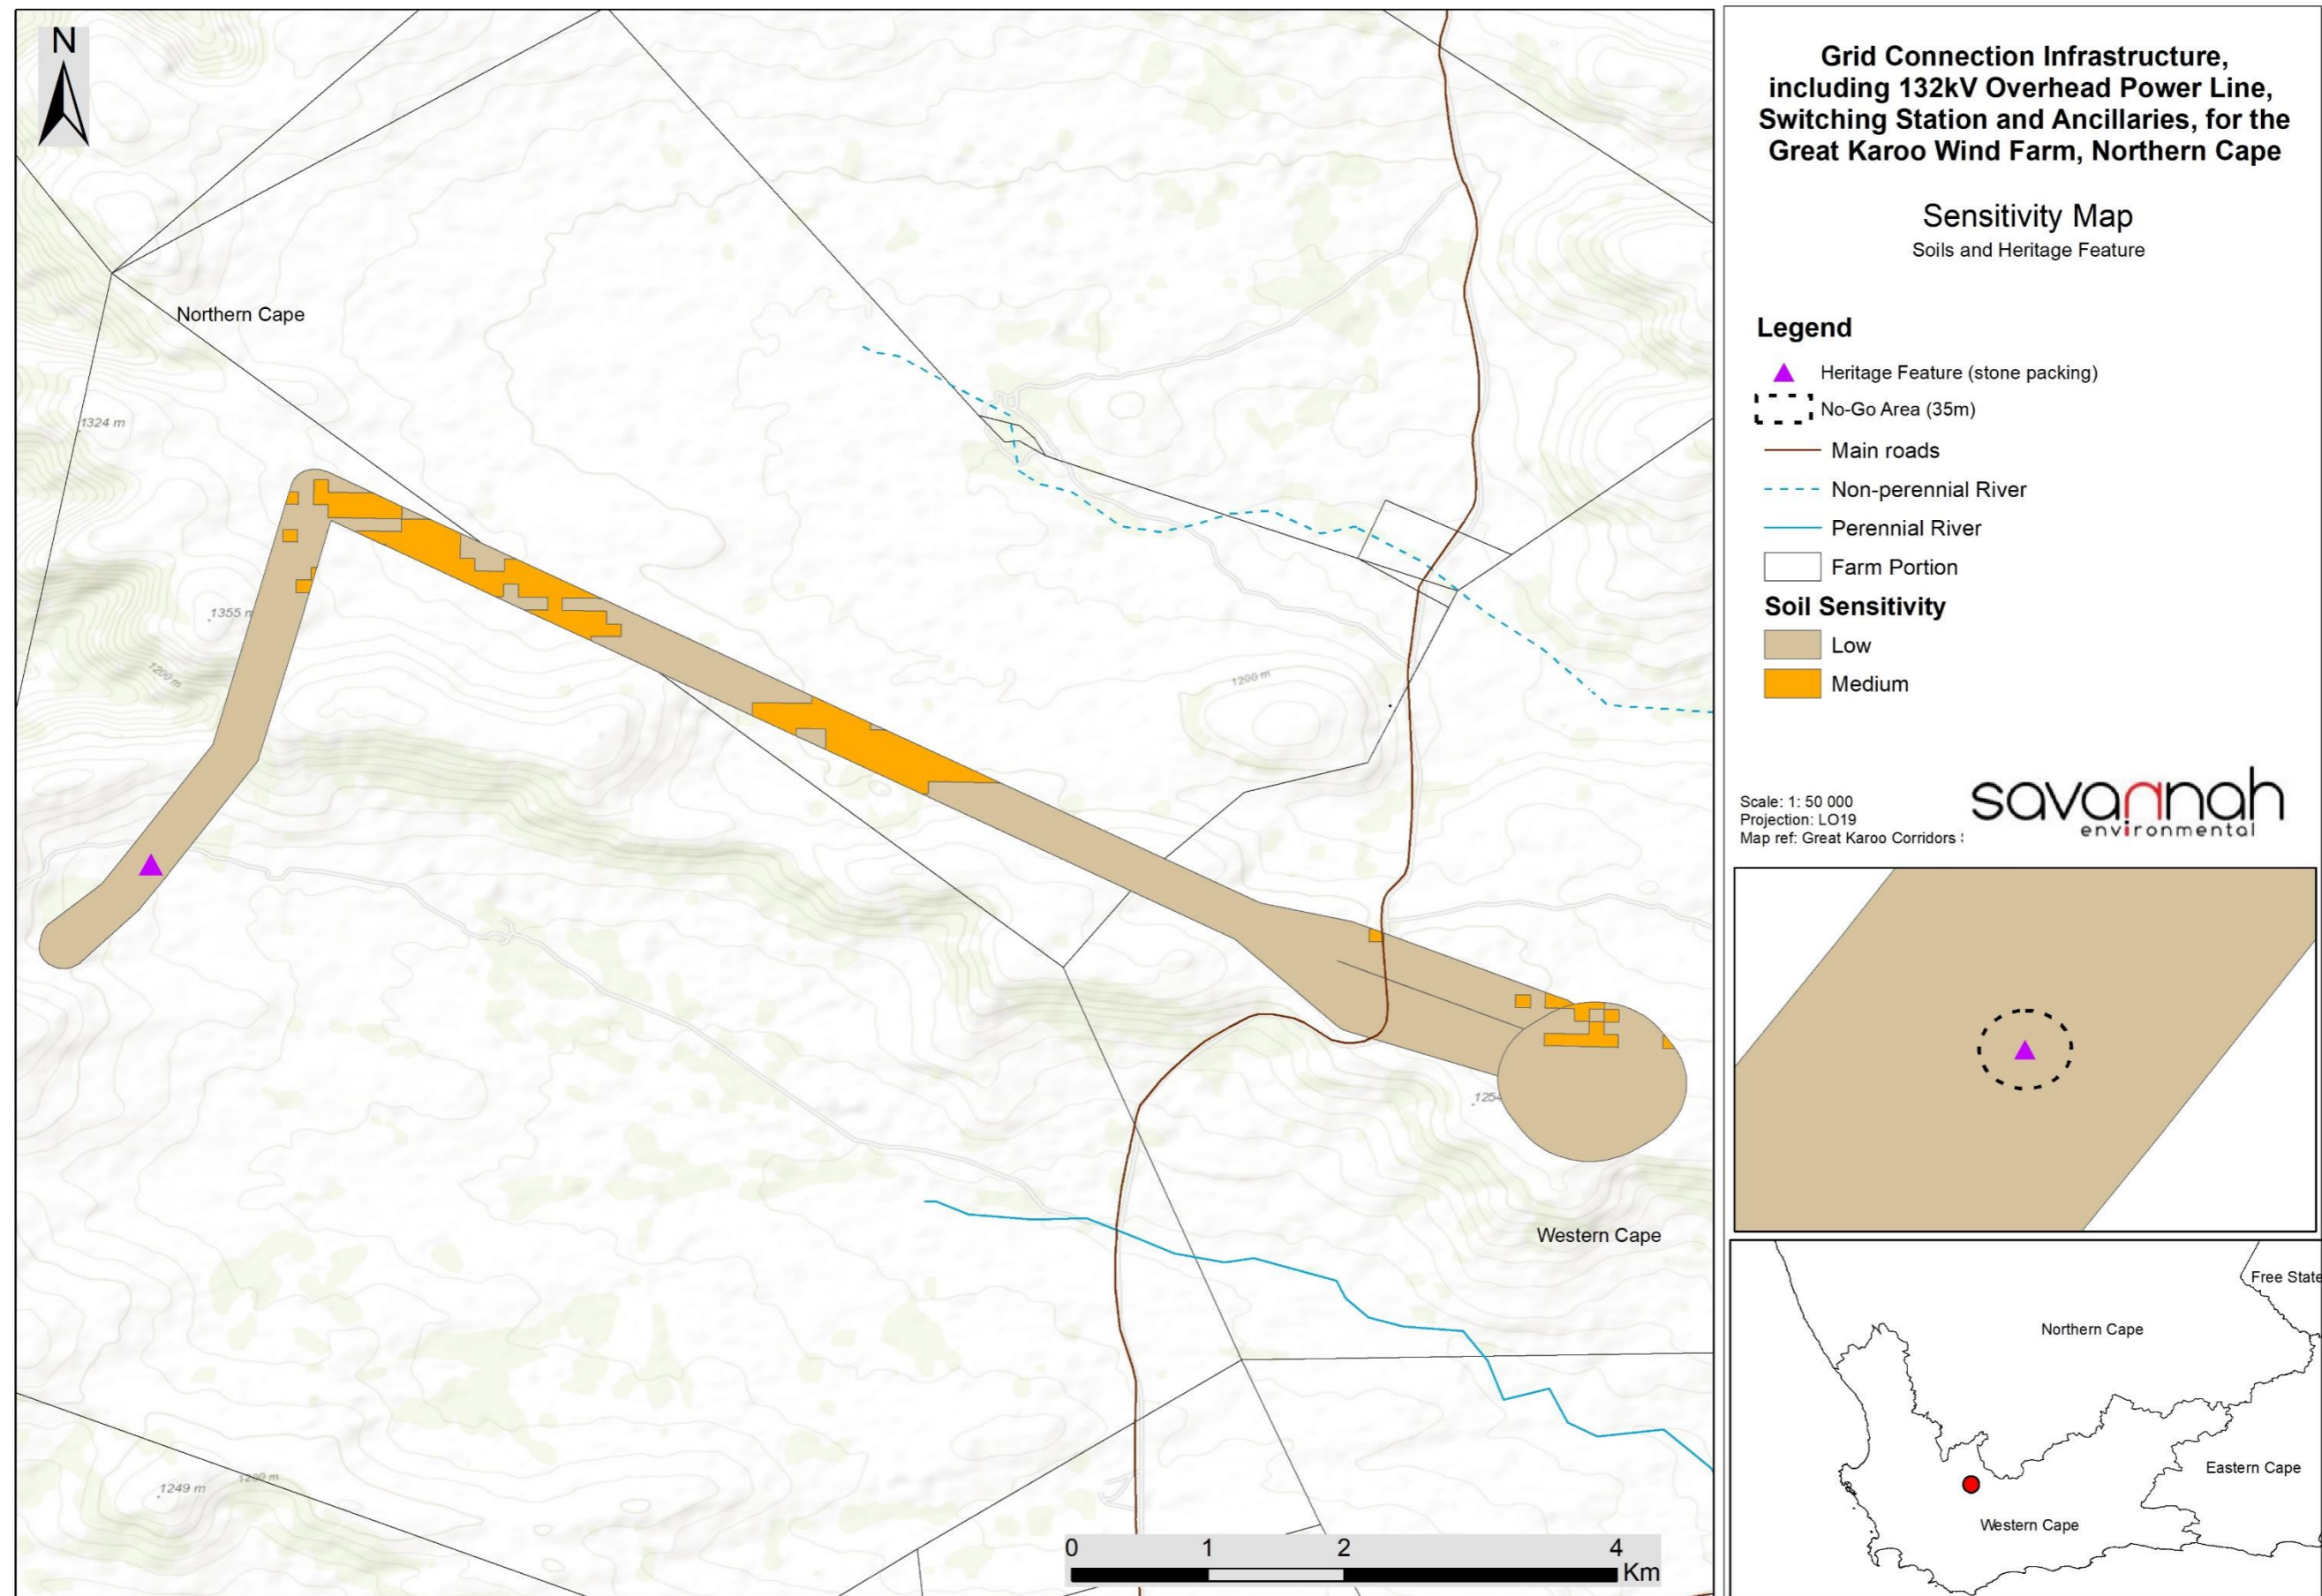 N
Northern Cape
1324 m
1355 m
1200 m
1200 m
125
Western Cape
1249 m
1200 m
0 1 2 4
Km
Grid Connection Infrastructure,
including 132kV Overhead Power Line,
Switching Station and Ancillaries, for the
Great Karoo Wind Farm, Northern Cape
Sensitivity Map
Soils and Heritage Feature
Legend
Heritage Feature (stone packing)
No-Go Area (35m)
Main roads
Non-perennial River
Perennial River
Farm Portion
Soil Sensitivity
Low
Medium
Scale: 1: 50 000
Projection: LO19
Map ref: Great Karoo Corridors :
savannah
environmental
Free State
Northern Cape
Eastern Cape
Western Cape